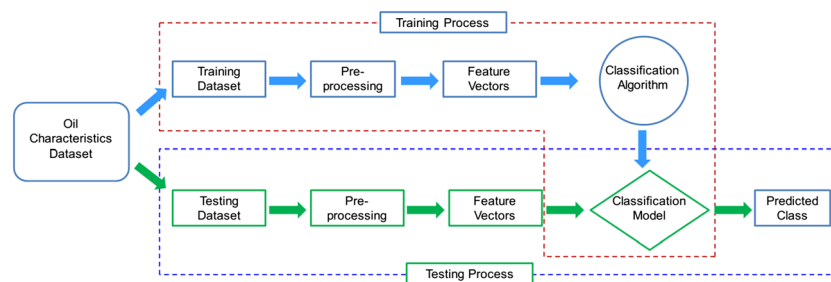 Training Process
Training
Dataset
Pre-
processing
Feature
Vectors
Classification
Algorithm
Oil
Characteristics
Dataset
Testing
Dataset
Pre-
processing
Feature
Vectors
Classification
Model
Predicted
Class
Testing Process